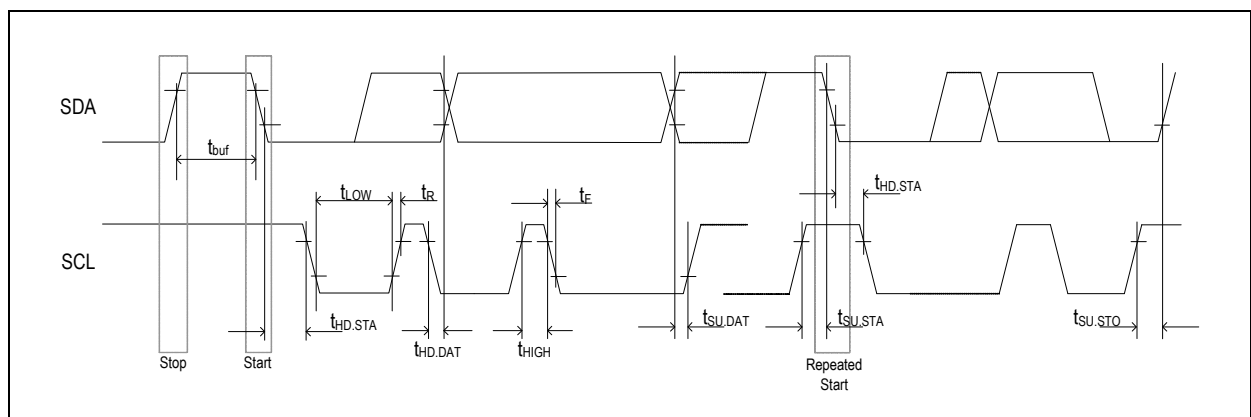 SDA
tbuf
tLOW
tR
tF
tHD.STA
SCL
tHD.STA
tHD.DAT
tHIGH
tSU.DAT
tSU.STA
tSU.STO
Stop
Start
Repeated
Start